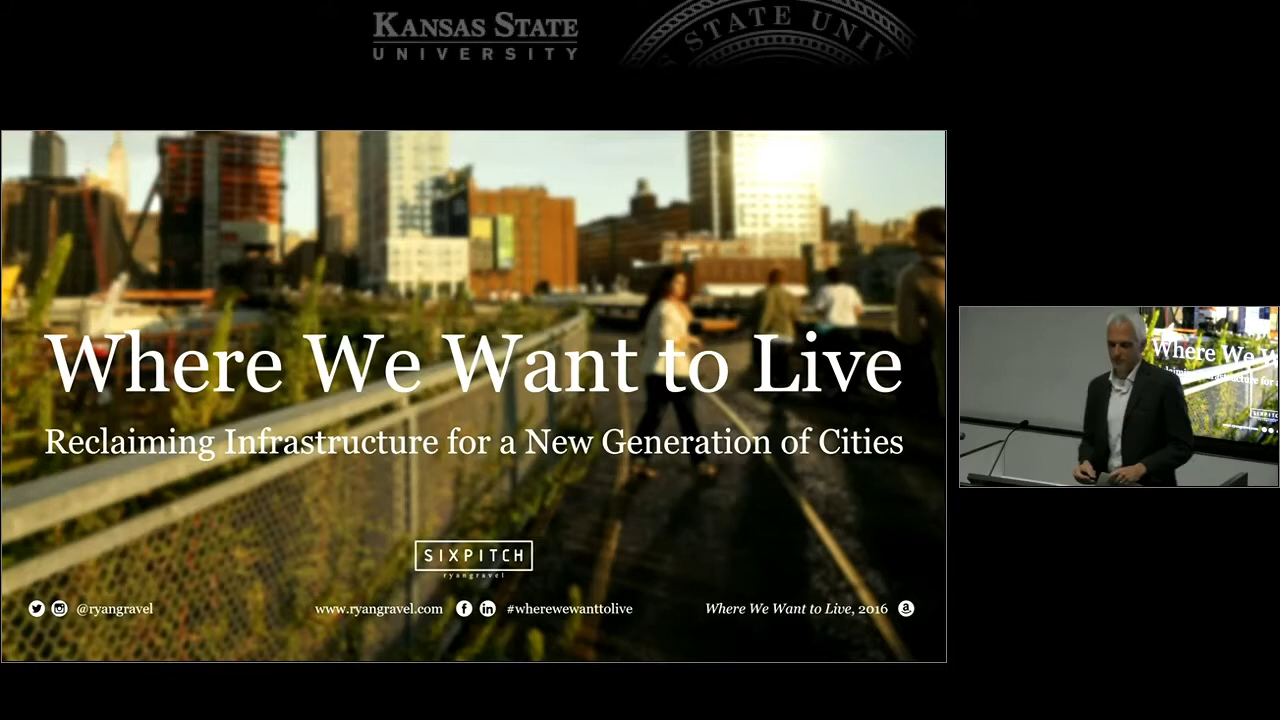 KANSAS STATE
UNIVERSITY
STATE UNIV
Where We Want to Live
Reclaiming Infrastructure for a New Generation of Cities
SIXPITCH
ryangravel
@ryangravel
www.ryangravel.com
#wherewewanttolive
Where We Want to Live, 2016
Where We W